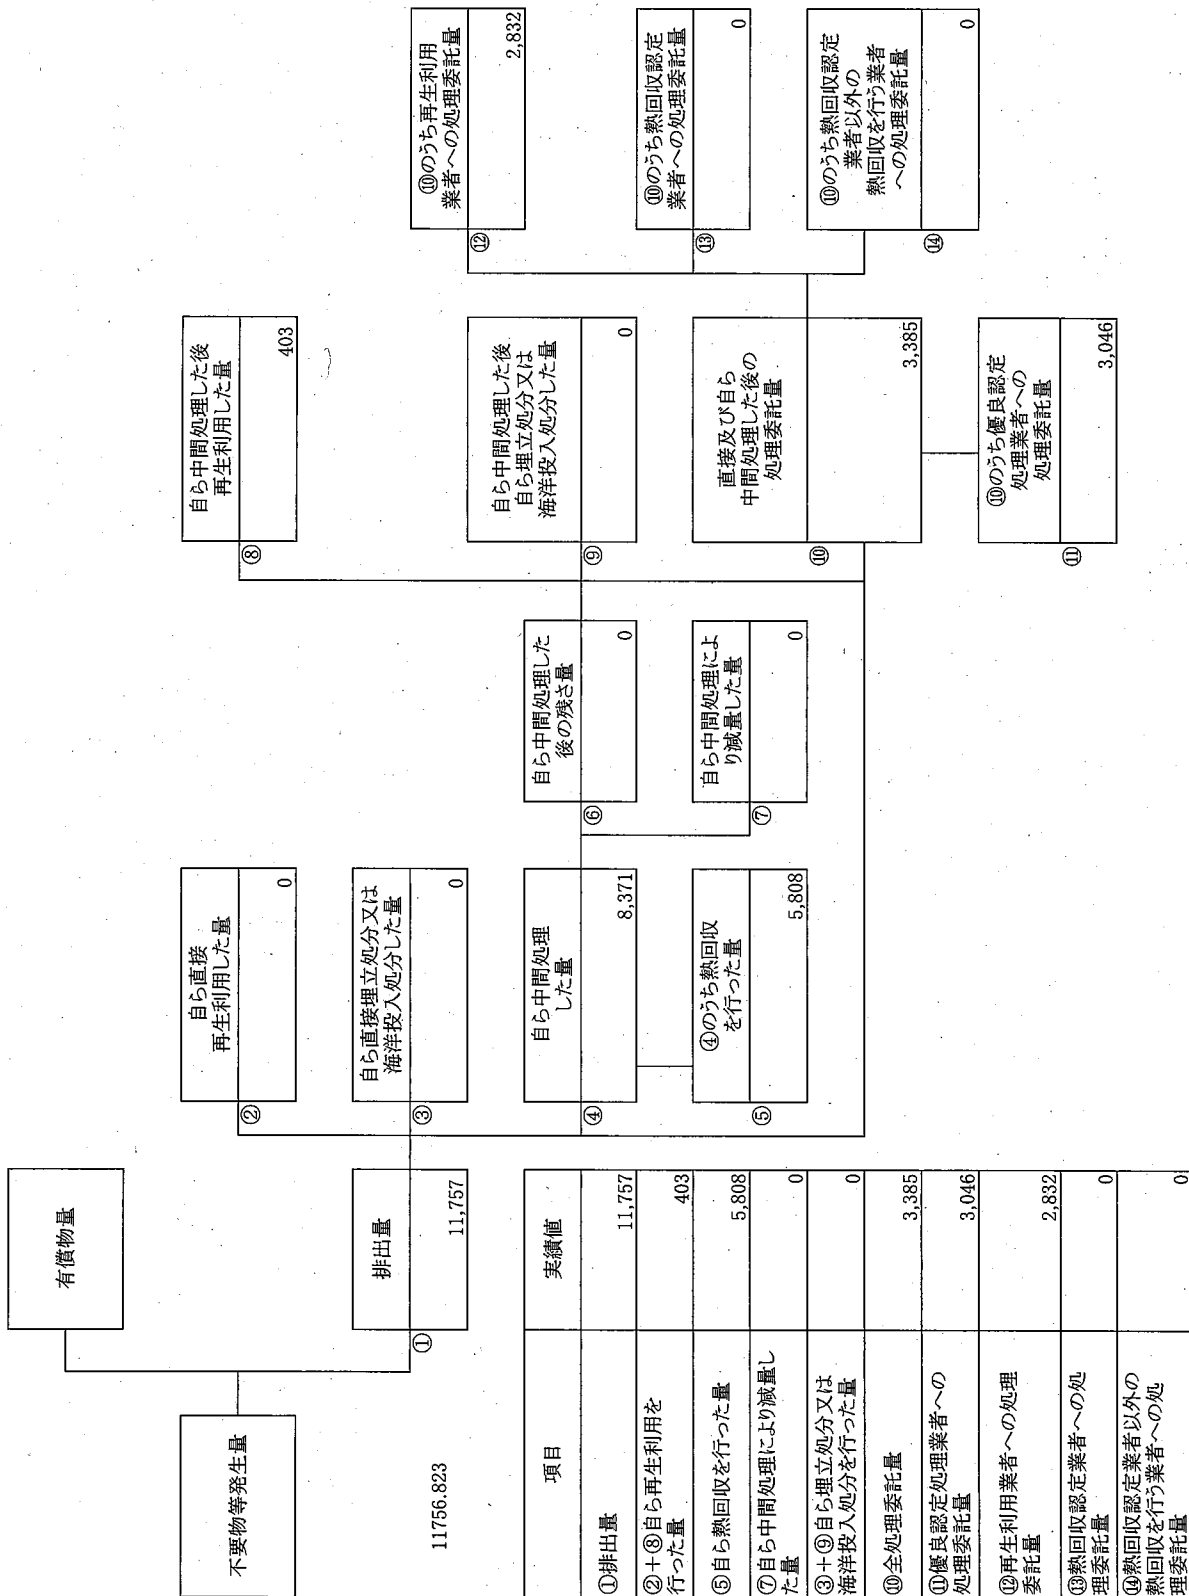 不要物等発生量
11756.823
有償物量
①
排出量
11,757
②
自ら直接
再生利用した量
0
③
自ら直接埋立処分又は
海洋投入処分した量
0
④
自ら中間処理
した量
8,371
⑤
④のうち熱回収
を行った量
5,808
⑥
自ら中間処理した
後の残さ量
0
⑦
自ら中間処理によ
り減量した量
0
⑧
自ら中間処理した後
再生利用した量
403
⑨
自ら中間処理した後
自ら埋立処分又は
海洋投入処分した量
0
⑩
直接及び自ら
中間処理した後の
処理委託量
3,385
⑪
⑩のうち優良認定
処理業者への
処理委託量
3,046
⑫
⑩のうち再生利用
業者への処理委託量
2,832
⑬
⑩のうち熱回収認定
業者への処理委託量
0
⑭
⑩のうち熱回収認定
業者以外の
熱回収を行う業者
への処理委託量
0
項目 実績値
①排出量 11,757
②+⑧自ら再生利用を
行った量 403
⑤自ら熱回収を行った量 5,808
⑦自ら中間処理により減量し
た量 0
③+⑨自ら埋立処分又は
海洋投入処分を行った量 0
⑩全処理委託量 3,385
⑪優良認定処理業者への
処理委託量 3,046
⑫再生利用業者への処理
委託量 2,832
⑬熱回収認定業者への処
理委託量 0
⑭熱回収認定業者以外の
熱回収を行う業者への処
理委託量 0